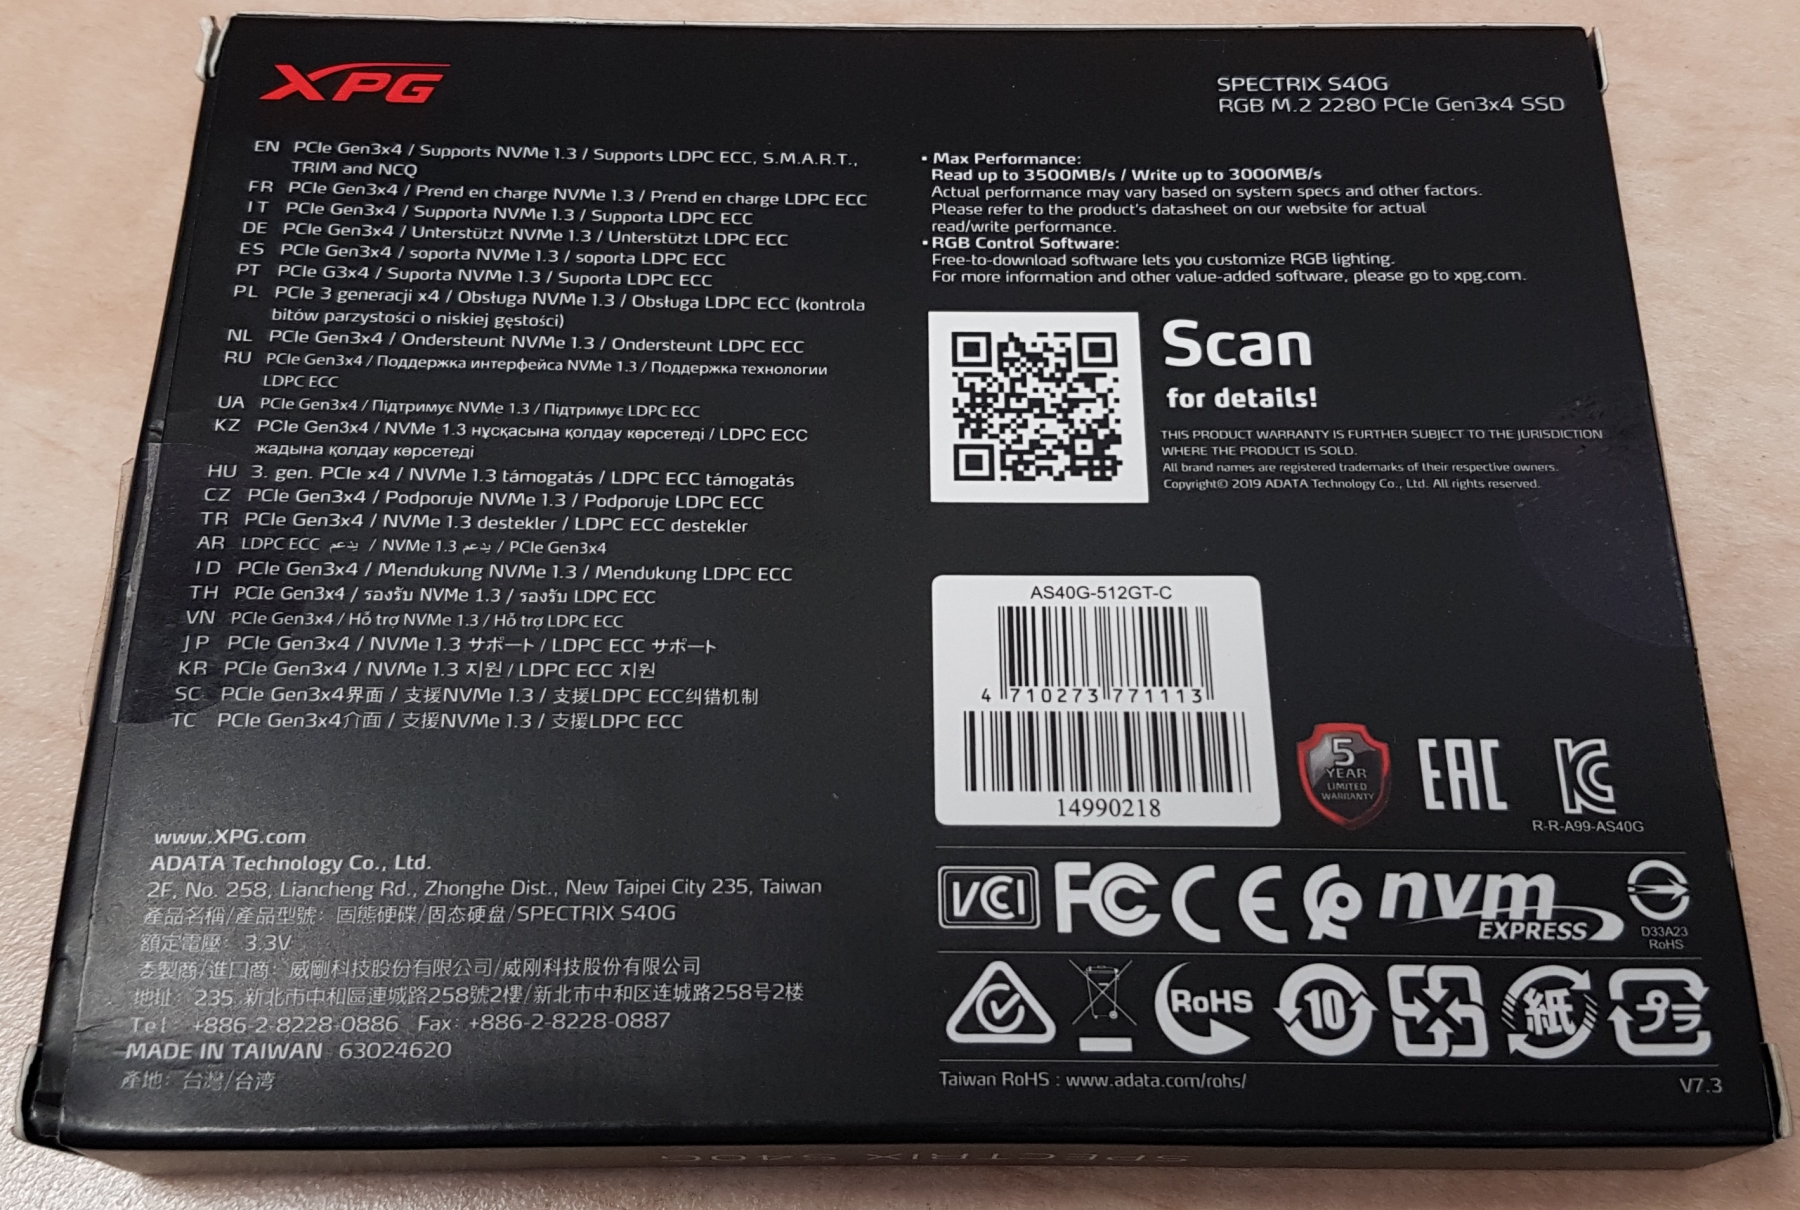 XPG
SPECTRIX S40G
RGB M.2 2280 PCIe Gen3x4 SSD
EN PCIe Gen3x4 / Supports NVMe 1.3 / Supports LDPC ECC, S.M.A.R.T.,
TRIM and NCQ
FR PCIe Gen3x4 / Prend en charge NVMe 1.3 / Prend en charge LDPC ECC
IT PCIe Gen3x4 / Supporta NVMe 1.3 / Supporta LDPC ECC
DE PCIe Gen3x4 / Unterstützt NVMe 1.3 / Unterstützt LDPC ECC
ES PCIe Gen3x4 / soporta NVMe 1.3 / soporta LDPC ECC
PT PCIe G3x4 / Suporta NVMe 1.3 / Suporta LDPC ECC
PL PCIe 3 generacji x4 / Obsługa NVMe 1.3 / Obsługa LDPC ECC (kontrola
bitów parzystości o niskiej gęstości)
NL PCIe Gen3x4 / Ondersteunt NVMe 1.3 / Ondersteunt LDPC ECC
RU PCIe Gen3x4 / Поддержка интерфейса NVMe 1.3 / Поддержка технологии
LDPC ECC
UA PCIe Gen3x4 / Підтримує NVMe 1.3 / Підтримує LDPC ECC
KZ PCIe Gen3x4 / NVMe 1.3 нұсқасына қолдау көрсетеді / LDPC ECC
жадына қолдау көрсетеді
HU 3. gen. PCIe x4 / NVMe 1.3 támogatás / LDPC ECC támogatás
CZ PCIe Gen3x4 / Podporuje NVMe 1.3 / Podporuje LDPC ECC
TR PCIe Gen3x4 / NVMe 1.3 destekler / LDPC ECC destekler
AR LDPC ECC يدعم / NVMe 1.3 يدعم / PCIe Gen3x4
ID PCIe Gen3x4 / Mendukung NVMe 1.3 / Mendukung LDPC ECC
TH PCIe Gen3x4 / รองรับ NVMe 1.3 / รองรับ LDPC ECC
VN PCIe Gen3x4 / Hỗ trợ NVMe 1.3 / Hỗ trợ LDPC ECC
JP PCIe Gen3x4 / NVMe 1.3 サポート / LDPC ECC サポート
KR PCIe Gen3x4 / NVMe 1.3 지원 / LDPC ECC 지원
SC PCIe Gen3x4界面 / 支援NVMe 1.3 / 支援LDPC ECC纠错机制
TC PCIe Gen3x4介面 / 支援NVMe 1.3 / 支援LDPC ECC
www.XPG.com
ADATA Technology Co., Ltd.
2F, No. 258, Liancheng Rd., Zhonghe Dist., New Taipei City 235, Taiwan
產品名稱/產品型號: 固態硬碟/固态硬盘/SPECTRIX S40G
額定電壓: 3.3V
委製商/進口商: 威剛科技股份有限公司/威刚科技股份有限公司
地址: 235 新北市中和區連城路258號2樓/新北市中和区连城路258号2楼
Tel: +886-2-8228-0886 Fax: +886-2-8228-0887
MADE IN TAIWAN 63024620
產地: 台灣/台湾
• Max Performance:
Read up to 3500MB/s / Write up to 3000MB/s
Actual performance may vary based on system specs and other factors.
Please refer to the product's datasheet on our website for actual
read/write performance.
• RGB Control Software:
Free-to-download software lets you customize RGB lighting.
For more information and other value-added software, please go to xpg.com.
Scan
for details!
THIS PRODUCT WARRANTY IS FURTHER SUBJECT TO THE JURISDICTION
WHERE THE PRODUCT IS SOLD.
All brand names are registered trademarks of their respective owners.
Copyright© 2019 ADATA Technology Co., Ltd. All rights reserved.
AS40G-512GT-C
4 710273 771113
14990218
5
YEAR
LIMITED
WARRANTY
EAC
KC
R-R-A99-AS40G
VCI FC CE nvm
EXPRESS
D33A23
RoHS
RoHS 10 紙 プラ
Taiwan RoHS : www.adata.com/rohs/
V7.3
SPECTRIX S40G